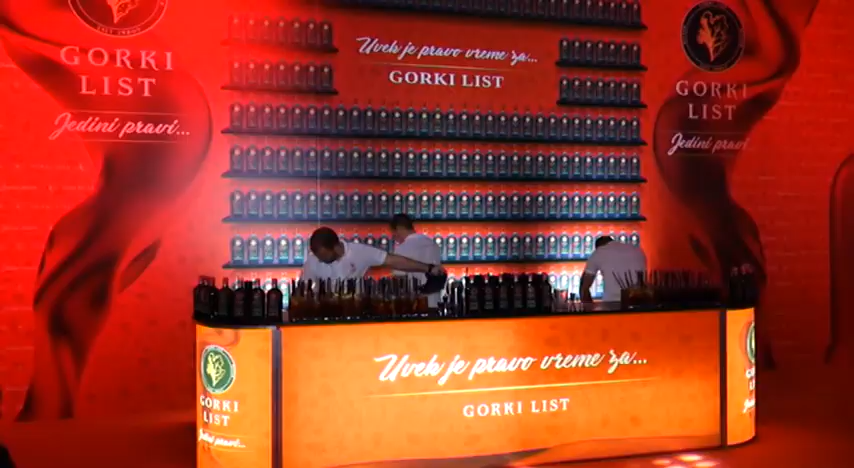 GORKI
LIST
Jedini pravi...
Uvek je pravo vreme za...
GORKI LIST
GORKI
LIST
Jedini pravi...
GORKI
LIST
Jedini pravi...
Uvek je pravo vreme za...
GORKI LIST